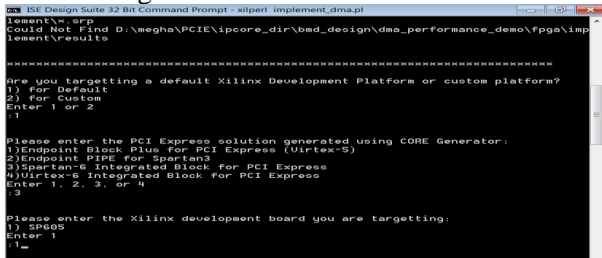 ISE Design Suite 32 Bit Command Prompt - xilperl implement_dma.pl
lement\*.srp
Could Not Find D:\megha\PCIE\ipcore_dir\bmd_design\dma_performance_demo\fpga\imp
lement\results
******************************************************************************
Are you targetting a default Xilinx Development Platform or custom platform?
1) for Default
2) for Custom
Enter 1 or 2
:1
Please enter the PCI Express solution generated using CORE Generator:
1)Endpoint Block Plus for PCI Express (Virtex-5)
2)Endpoint PIPE for Spartan3
3)Spartan-6 Integrated Block for PCI Express
4)Virtex-6 Integrated Block for PCI Express
Enter 1, 2, 3, or 4
:3
Please enter the Xilinx development board you are targetting:
1) SP605
Enter 1
:1_